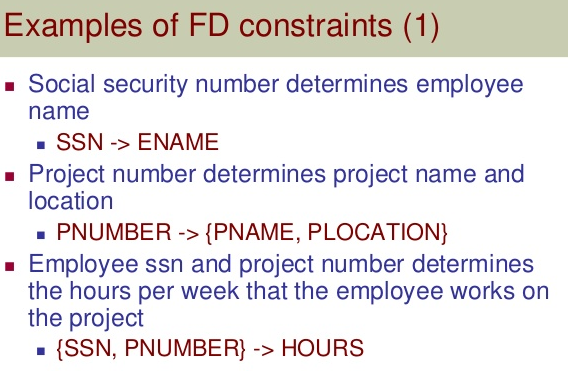 Examples of FD constraints (1)
Social security number determines employee
name
SSN -> ENAME
Project number determines project name and
location
PNUMBER -> {PNAME, PLOCATION}
Employee ssn and project number determines
the hours per week that the employee works on
the project
{SSN, PNUMBER} -> HOURS